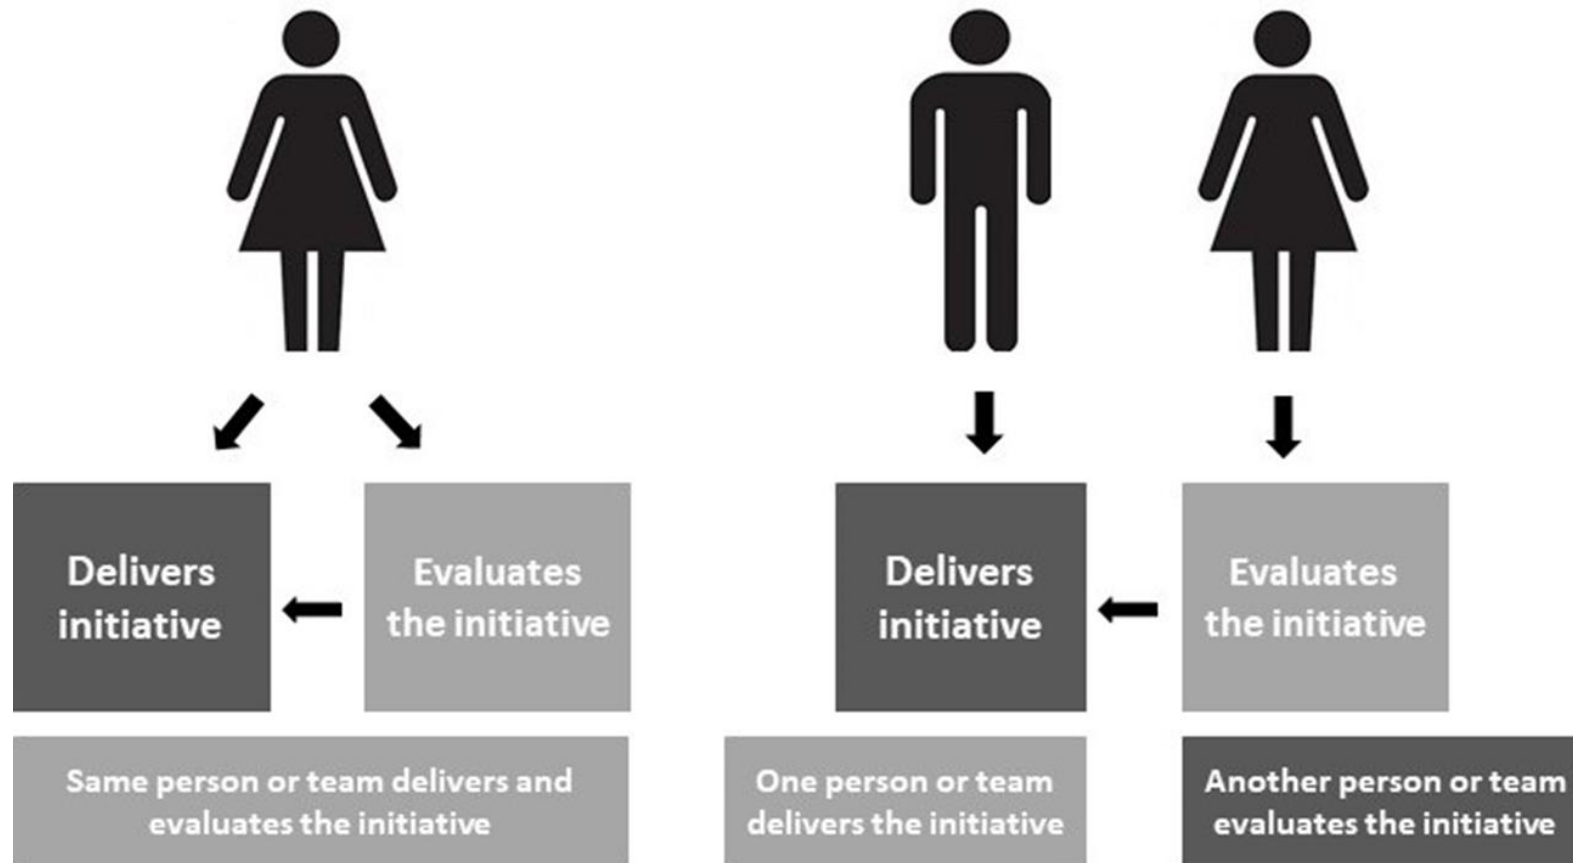 Delivers
initiative
Evaluates
the initiative
Delivers
initiative
Evaluates
the initiative
Same person or team delivers and
evaluates the initiative
One person or team
delivers the initiative
Another person or team
evaluates the initiative